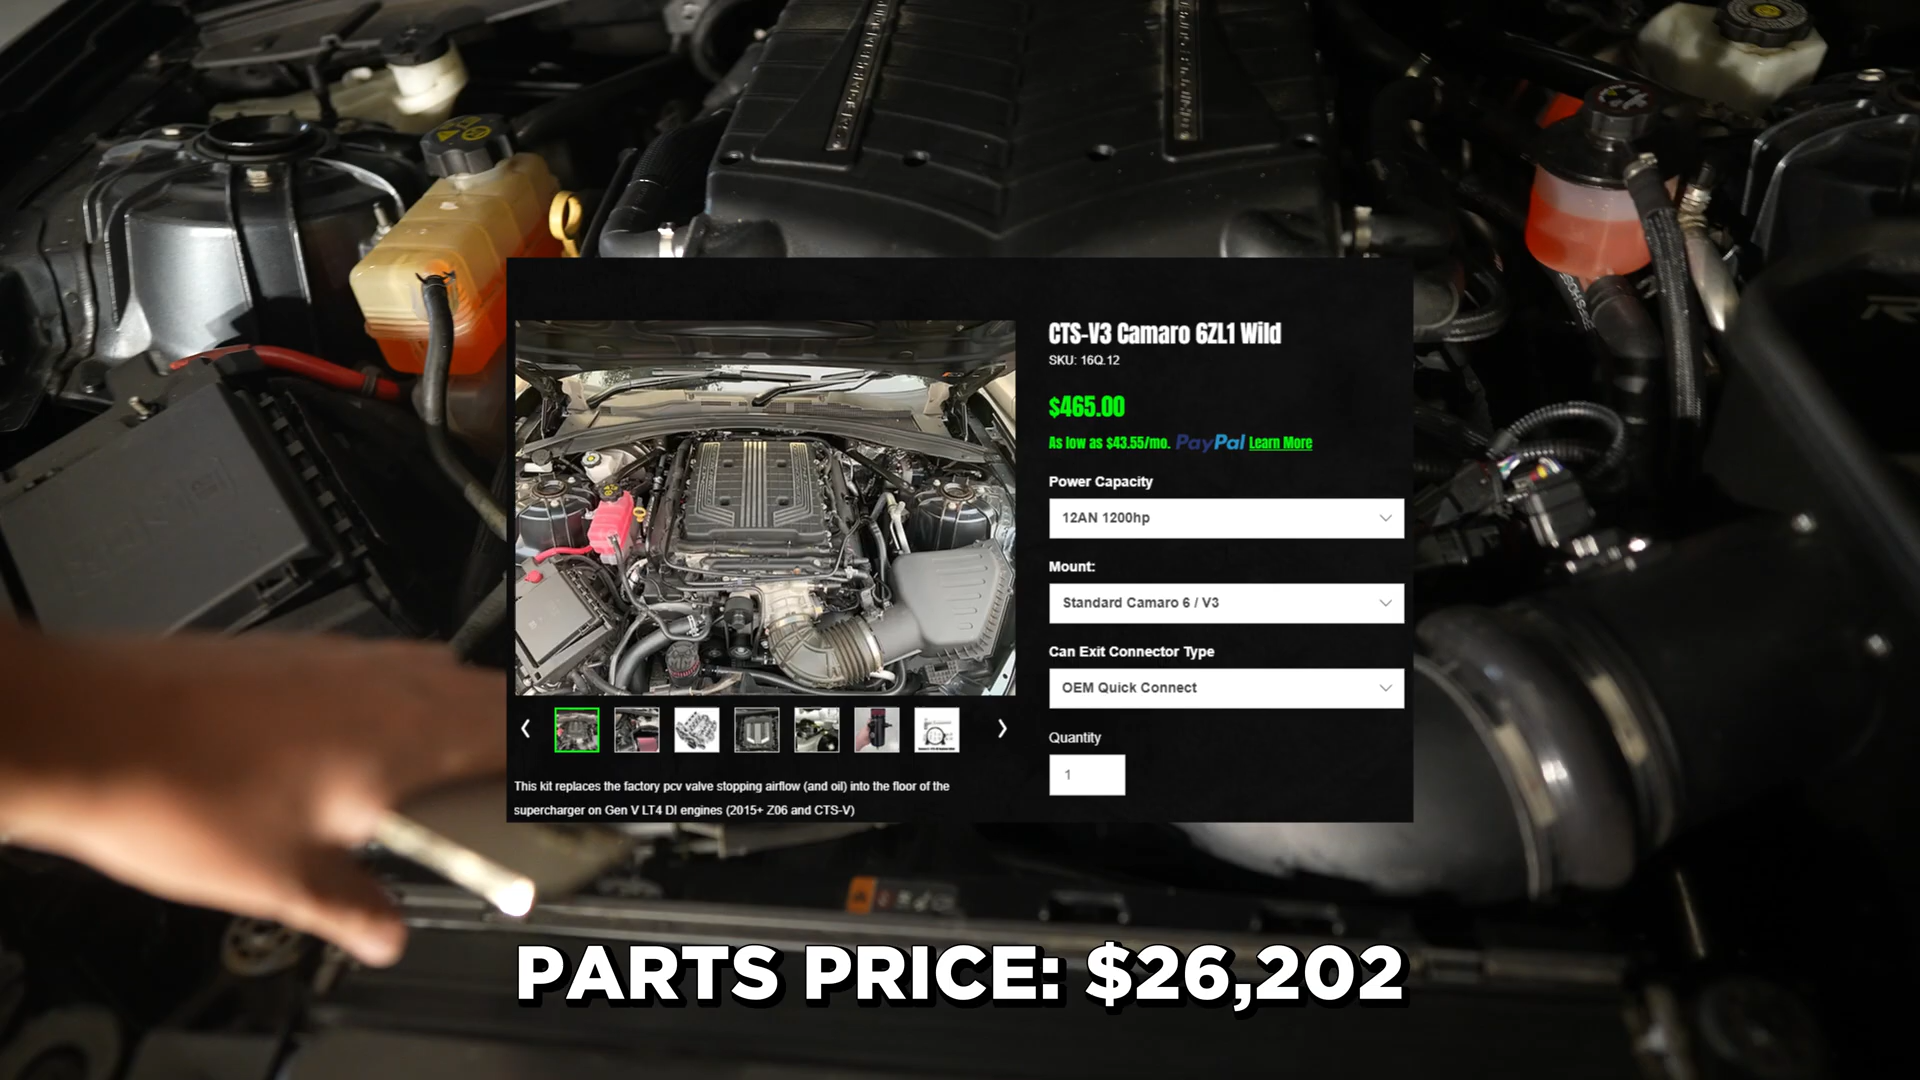 CTS-V3 Camaro 6ZL1 Wild
SKU: 16Q.12
$465.00
As low as $43.55/mo. PayPal Learn More
Power Capacity
12AN 1200hp
Mount:
Standard Camaro 6 / V3
Can Exit Connector Type
OEM Quick Connect
Quantity
1
This kit replaces the factory pcv valve stopping airflow (and oil) into the floor of the
supercharger on Gen V LT4 DI engines (2015+ Z06 and CTS-V)
PARTS PRICE: $26,202